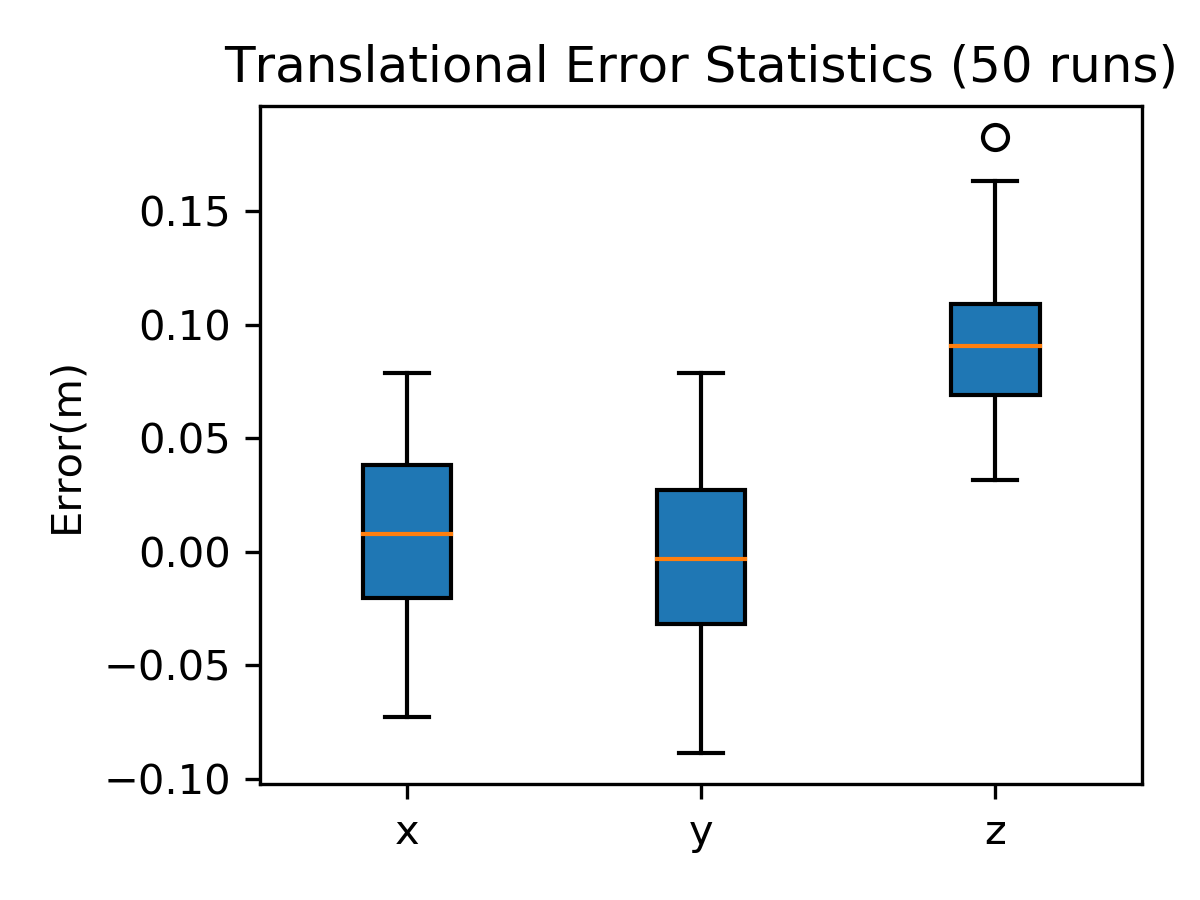 Translational Error Statistics (50 runs)
Error(m)
0.15
0.10
0.05
0.00
−0.05
−0.10
x
y
z